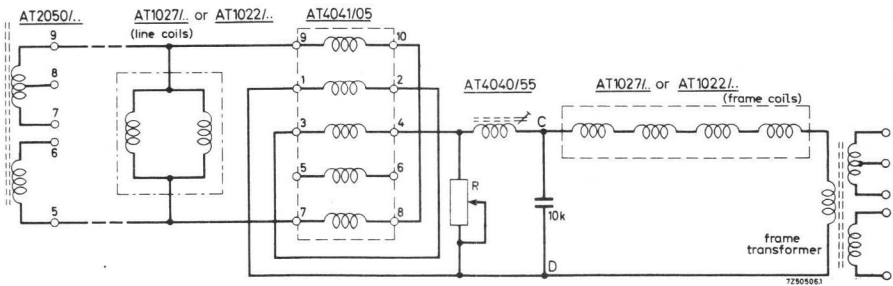 AT2050/..
AT1027/.. or AT1022/..
(line coils)
AT4041/05
9
8
7
6
5
9
10
1
2
3
4
5
6
7
8
AT4040/55
AT1027/.. or AT1022/..
(frame coils)
C
R
10k
D
frame
transformer
7Z50506.1